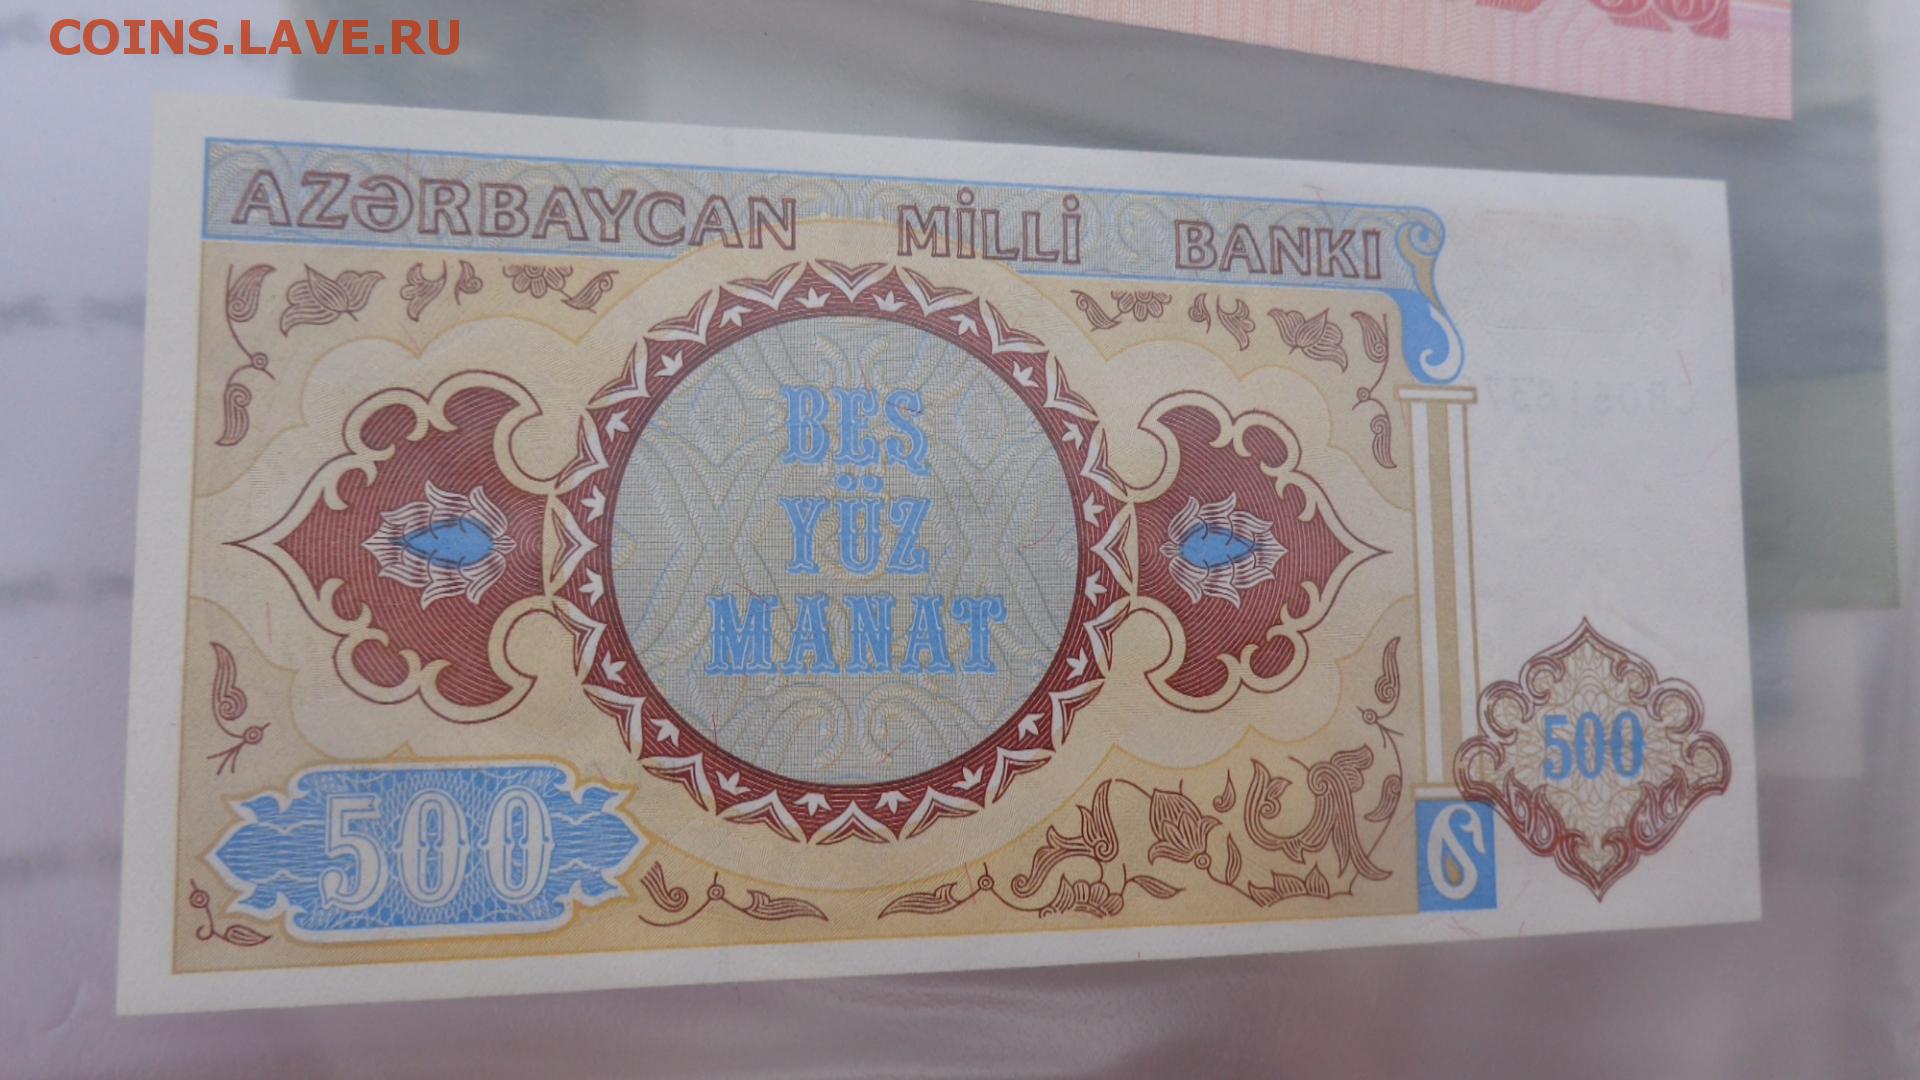 COINS.LAVE.RU
AZƏRBAYCAN MİLLİ BANKI
BEŞ
YÜZ
MANAT
500
500